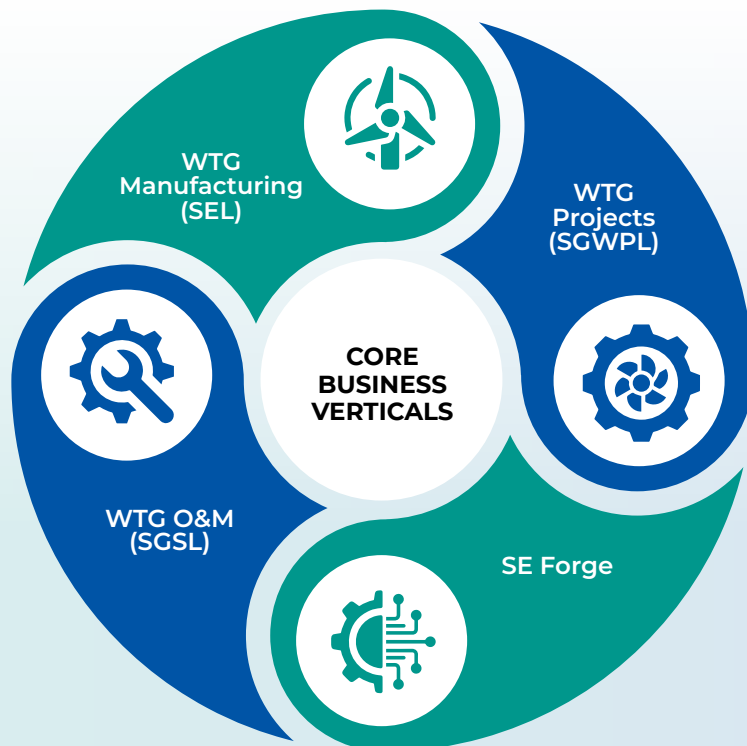 WTG
Manufacturing
(SEL)
WTG
Projects
(SGWPL)
CORE
BUSINESS
VERTICALS
WTG O&M
(SGSL)
SE Forge